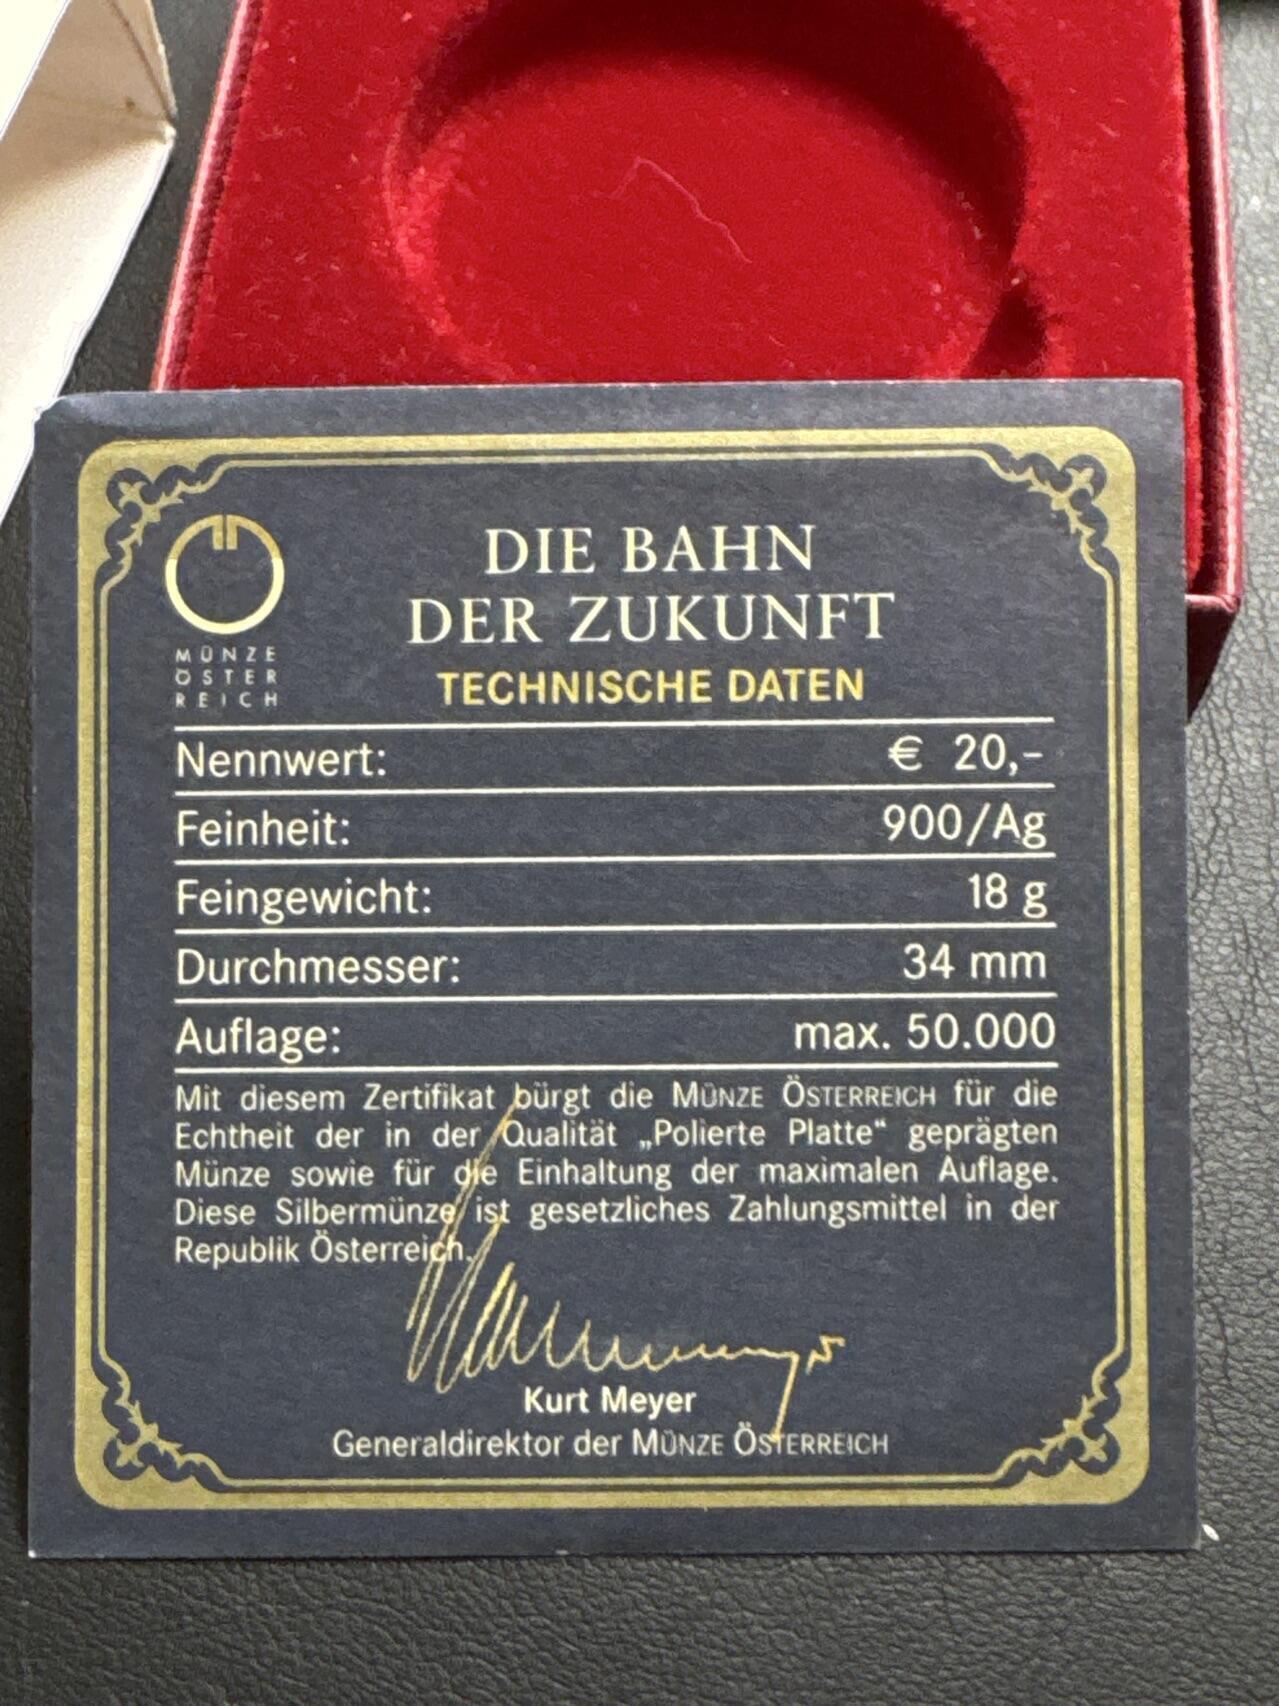 MÜNZE
ÖSTER
REICH
DIE BAHN
DER ZUKUNFT
TECHNISCHE DATEN
Nennwert: € 20,–
Feinheit: 900/Ag
Feingewicht: 18 g
Durchmesser: 34 mm
Auflage: max. 50.000
Mit diesem Zertifikat bürgt die MÜNZE ÖSTERREICH für die
Echtheit der in der Qualität „Polierte Platte“ geprägten
Münze sowie für die Einhaltung der maximalen Auflage.
Diese Silbermünze ist gesetzliches Zahlungsmittel in der
Republik Österreich.
Kurt Meyer
Generaldirektor der MÜNZE ÖSTERREICH